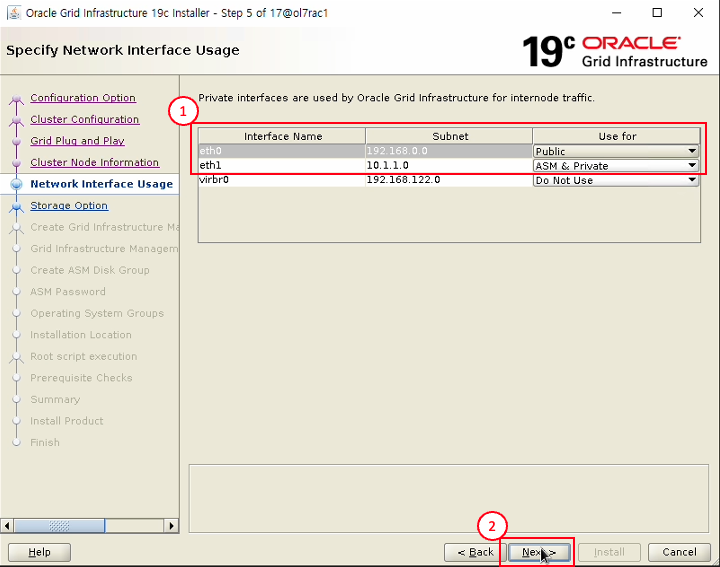 Oracle Grid Infrastructure 19c Installer - Step 5 of 17@ol7rac1
Specify Network Interface Usage
19c ORACLE
Grid Infrastructure
Configuration Option
Cluster Configuration
Grid Plug and Play
Cluster Node Information
Network Interface Usage
Storage Option
Create Grid Infrastructure Ma
Grid Infrastructure Managem
Create ASM Disk Group
ASM Password
Operating System Groups
Installation Location
Root script execution
Prerequisite Checks
Summary
Install Product
Finish
Private interfaces are used by Oracle Grid Infrastructure for internode traffic.
1
Interface Name Subnet Use for
eth0 192.168.0.0 Public
eth1 10.1.1.0 ASM & Private
virbr0 192.168.122.0 Do Not Use
2
Help < Back Next > Install Cancel